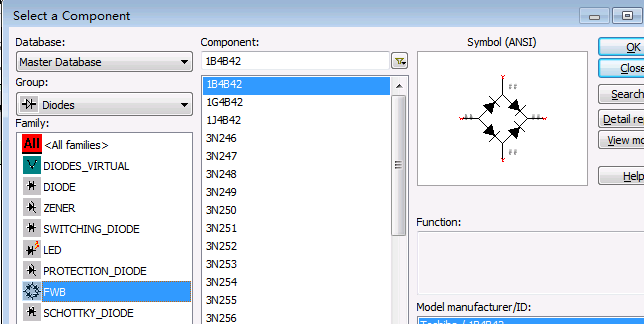 Select a Component
Database:
Master Database
Group:
Diodes
Family:
All <All families>
DIODES_VIRTUAL
DIODE
ZENER
SWITCHING_DIODE
LED
PROTECTION_DIODE
FWB
SCHOTTKY_DIODE
Component:
1B4B42
1B4B42
1G4B42
1J4B42
3N246
3N247
3N248
3N249
3N250
3N251
3N252
3N253
3N254
3N255
3N256
Symbol (ANSI)
Function:
Model manufacturer/ID:
Toshiba / 1B4B42
OK
Close
Search
Detail re
View mo
Help